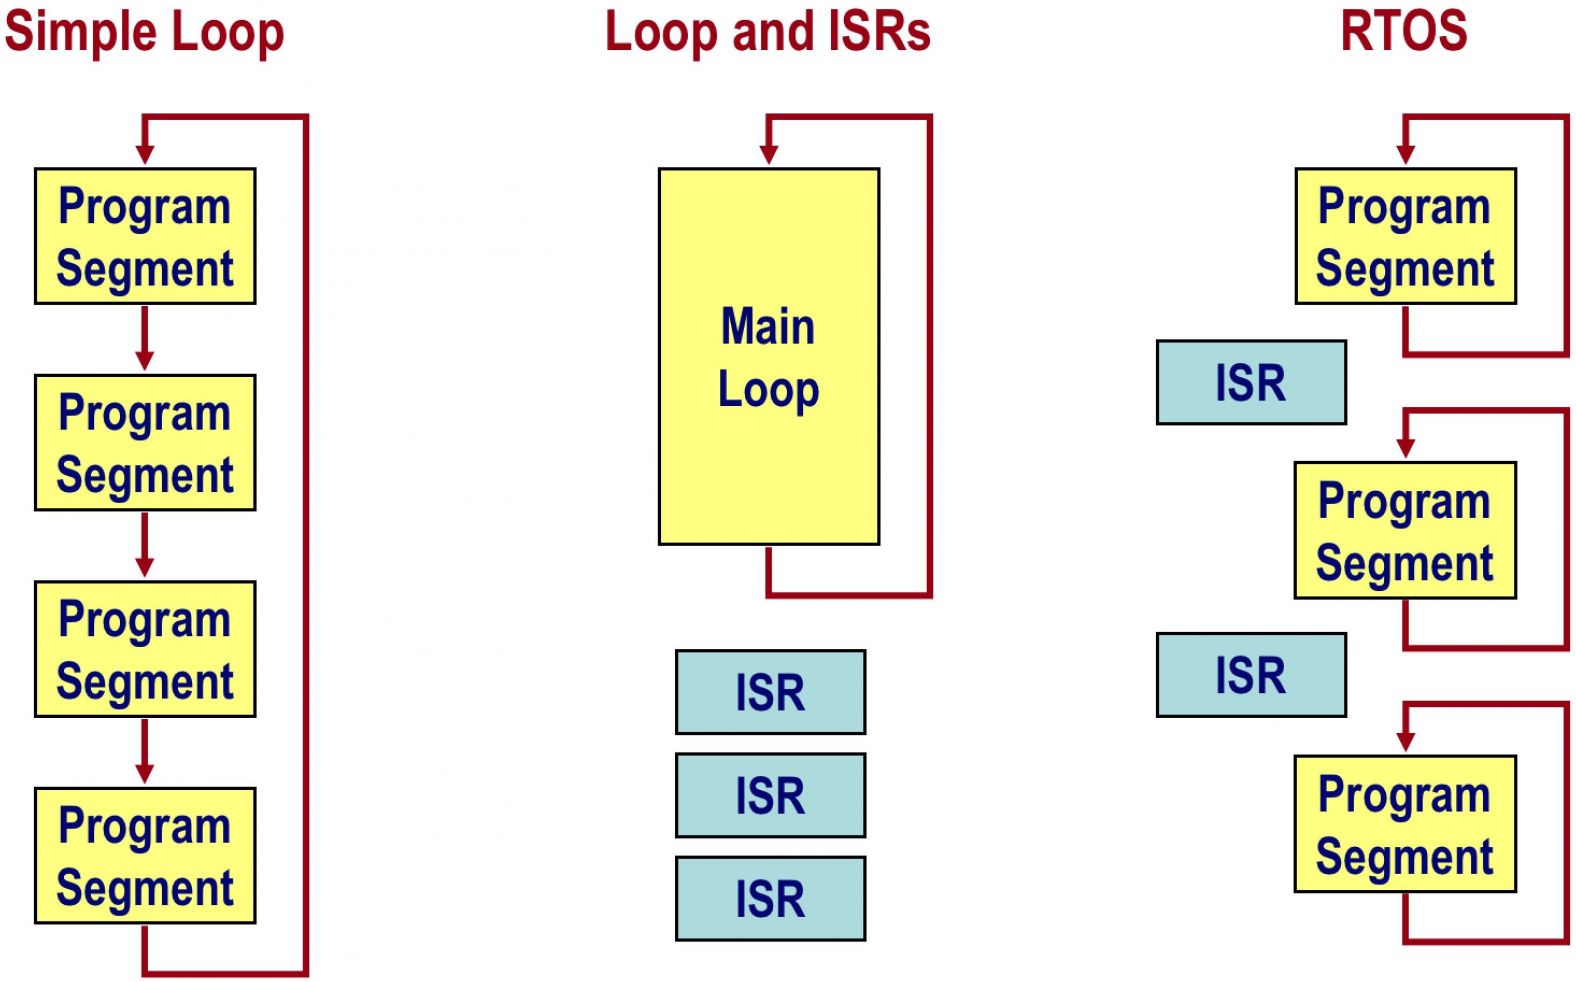 Simple Loop
Program
Segment
Program
Segment
Program
Segment
Program
Segment
Loop and ISRs
Main
Loop
ISR
ISR
ISR
RTOS
Program
Segment
ISR
Program
Segment
ISR
Program
Segment